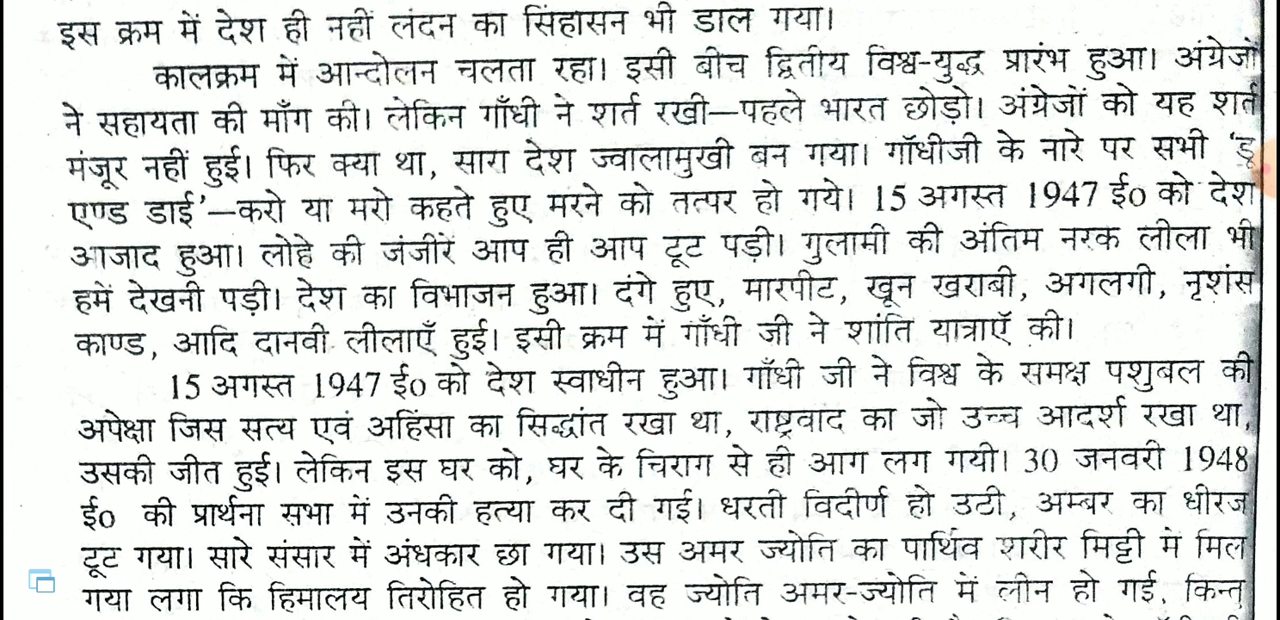 इस क्रम में देश ही नहीं लंदन का सिंहासन भी डाल गया।
कालक्रम में आन्दोलन चलता रहा। इसी बीच द्वितीय विश्व-युद्ध प्रारंभ हुआ। अंग्रेजों
ने सहायता की माँग की। लेकिन गाँधी ने शर्त रखी—पहले भारत छोड़ो। अंग्रेजों को यह शर्त
मंजूर नहीं हुई। फिर क्या था, सारा देश ज्वालामुखी बन गया। गाँधीजी के नारे पर सभी 'डू
एण्ड डाई'—करो या मरो कहते हुए मरने को तत्पर हो गये। 15 अगस्त 1947 ई० को देश
आजाद हुआ। लोहे की जंजीरें आप ही आप टूट पड़ी। गुलामी की अंतिम नरक लीला भी
हमें देखनी पड़ी। देश का विभाजन हुआ। दंगे हुए, मारपीट, खून खराबी, अगलगी, नृशंस
काण्ड, आदि दानवी लीलाएँ हुई। इसी क्रम में गाँधी जी ने शांति यात्राएँ की।
15 अगस्त 1947 ई० को देश स्वाधीन हुआ। गाँधी जी ने विश्व के समक्ष पशुबल की
अपेक्षा जिस सत्य एवं अहिंसा का सिद्धांत रखा था, राष्ट्रवाद का जो उच्च आदर्श रखा था,
उसकी जीत हुई। लेकिन इस घर को, घर के चिराग से ही आग लग गयी। 30 जनवरी 1948
ई० की प्रार्थना सभा में उनकी हत्या कर दी गई। धरती विदीर्ण हो उटी, अम्बर का धीरज
टूट गया। सारे संसार में अंधकार छा गया। उस अमर ज्योति का पार्थिव शरीर मिट्टी में मिल
गया लगा कि हिमालय तिरोहित हो गया। वह ज्योति अमर-ज्योति में लीन हो गई, किन्तु